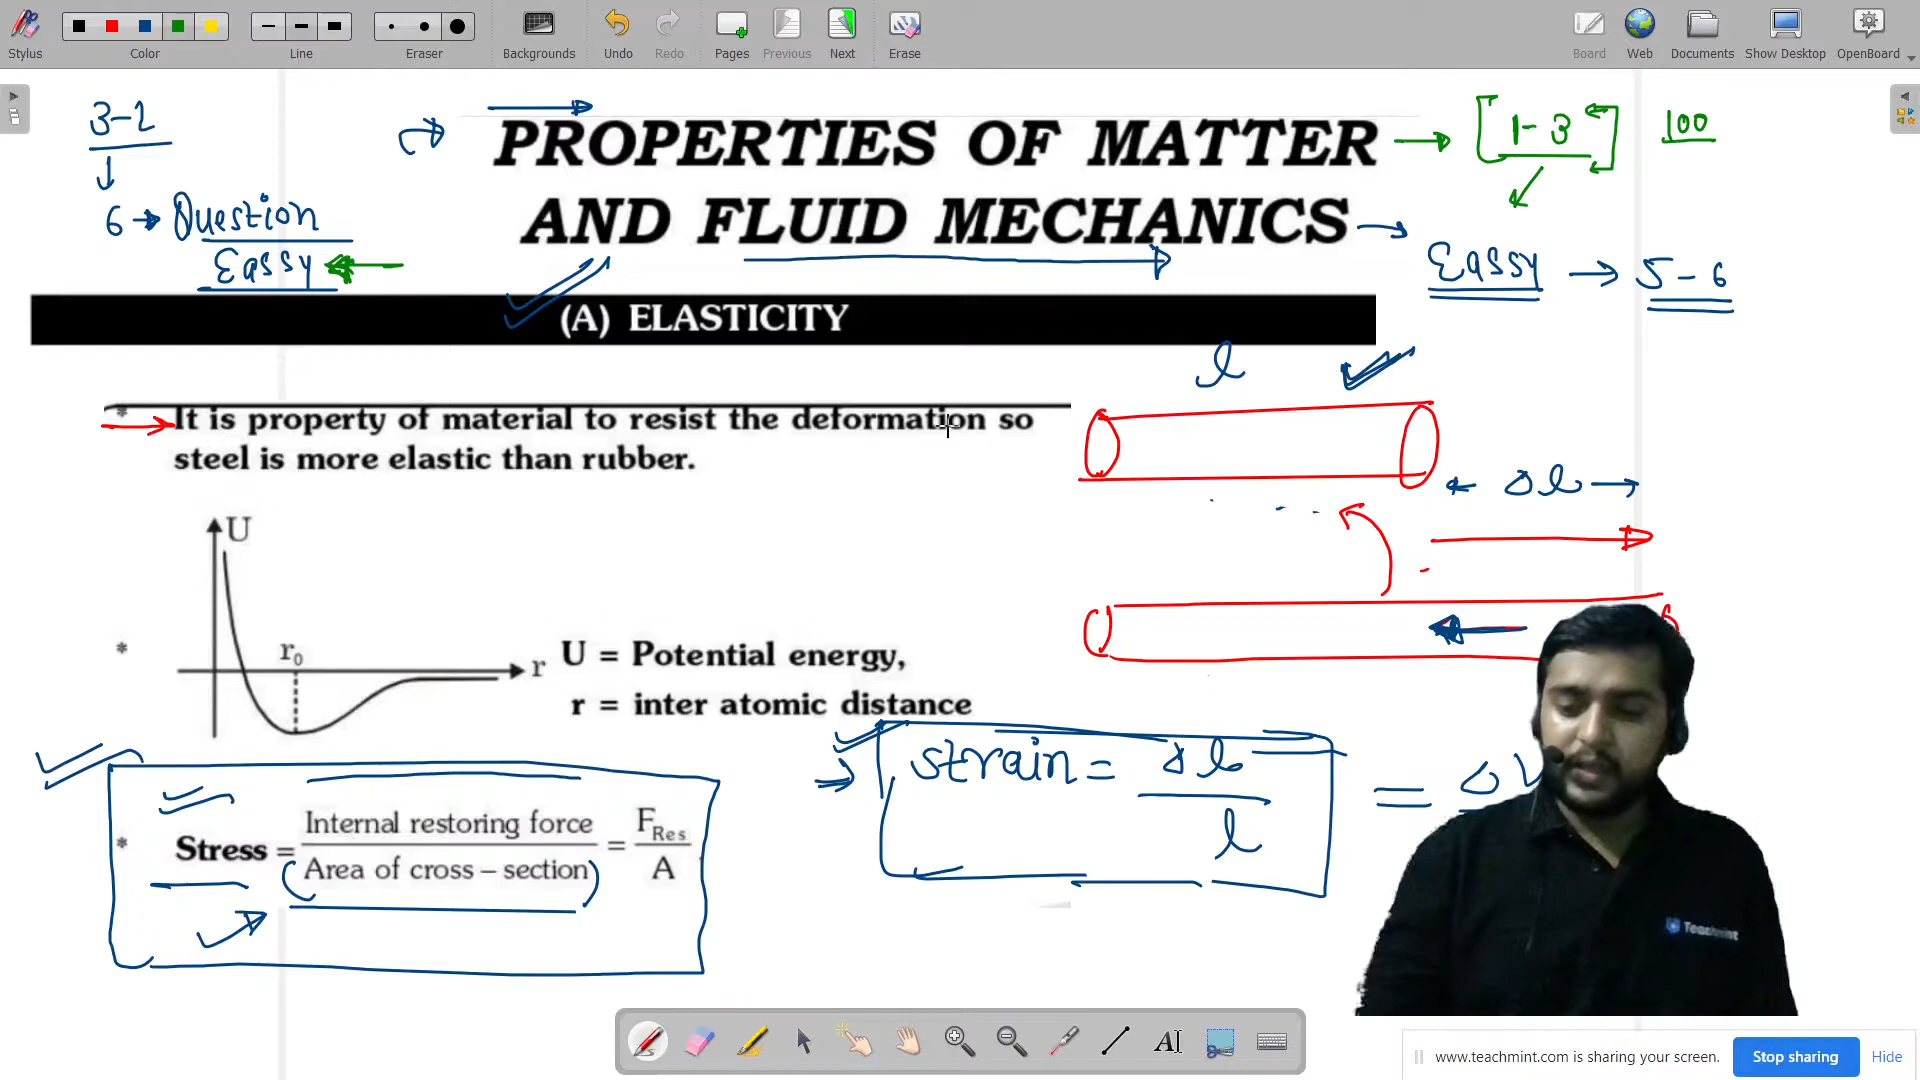 Stylus
Color
Line
Eraser
Backgrounds
Undo
Redo
Pages
Previous
Next
Erase
Board
Web
Documents
Show Desktop
OpenBoard
3-2
6 → Question
Eassy
PROPERTIES OF MATTER
AND FLUID MECHANICS
1-3
100
Eassy → 5-6
(A) ELASTICITY
* It is property of material to resist the deformation so
steel is more elastic than rubber.
l
Δl
U
r₀
r
* U = Potential energy,
r = inter atomic distance
* Stress = Internal restoring force / Area of cross – section = F_Res / A
strain = Δl / l = ΔV
Teachmint
www.teachmint.com is sharing your screen.
Stop sharing
Hide